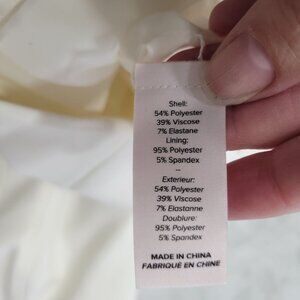 Shell:
54% Polyester
39% Viscose
7% Elastane
Lining:
95% Polyester
5% Spandex
--
Exterieur:
54% Polyester
39% Viscose
7% Elastanne
Doublure:
95% Polyester
5% Spandex
MADE IN CHINA
FABRIQUÉ EN CHINE